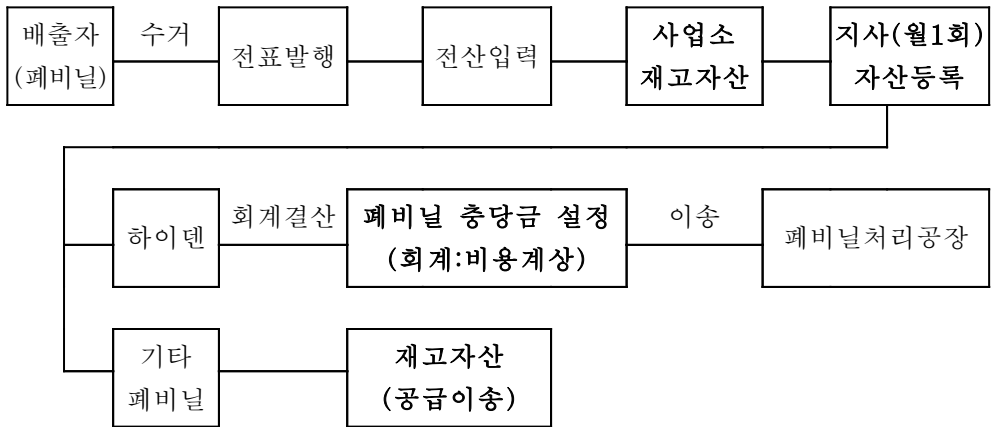 배출자
(폐비닐)
수거
전표발행
전산입력
사업소
재고자산
지사(월1회)
자산등록
하이덴
회계결산
폐비닐 충당금 설정
(회계:비용계상)
이송
폐비닐처리공장
기타
폐비닐
재고자산
(공급이송)